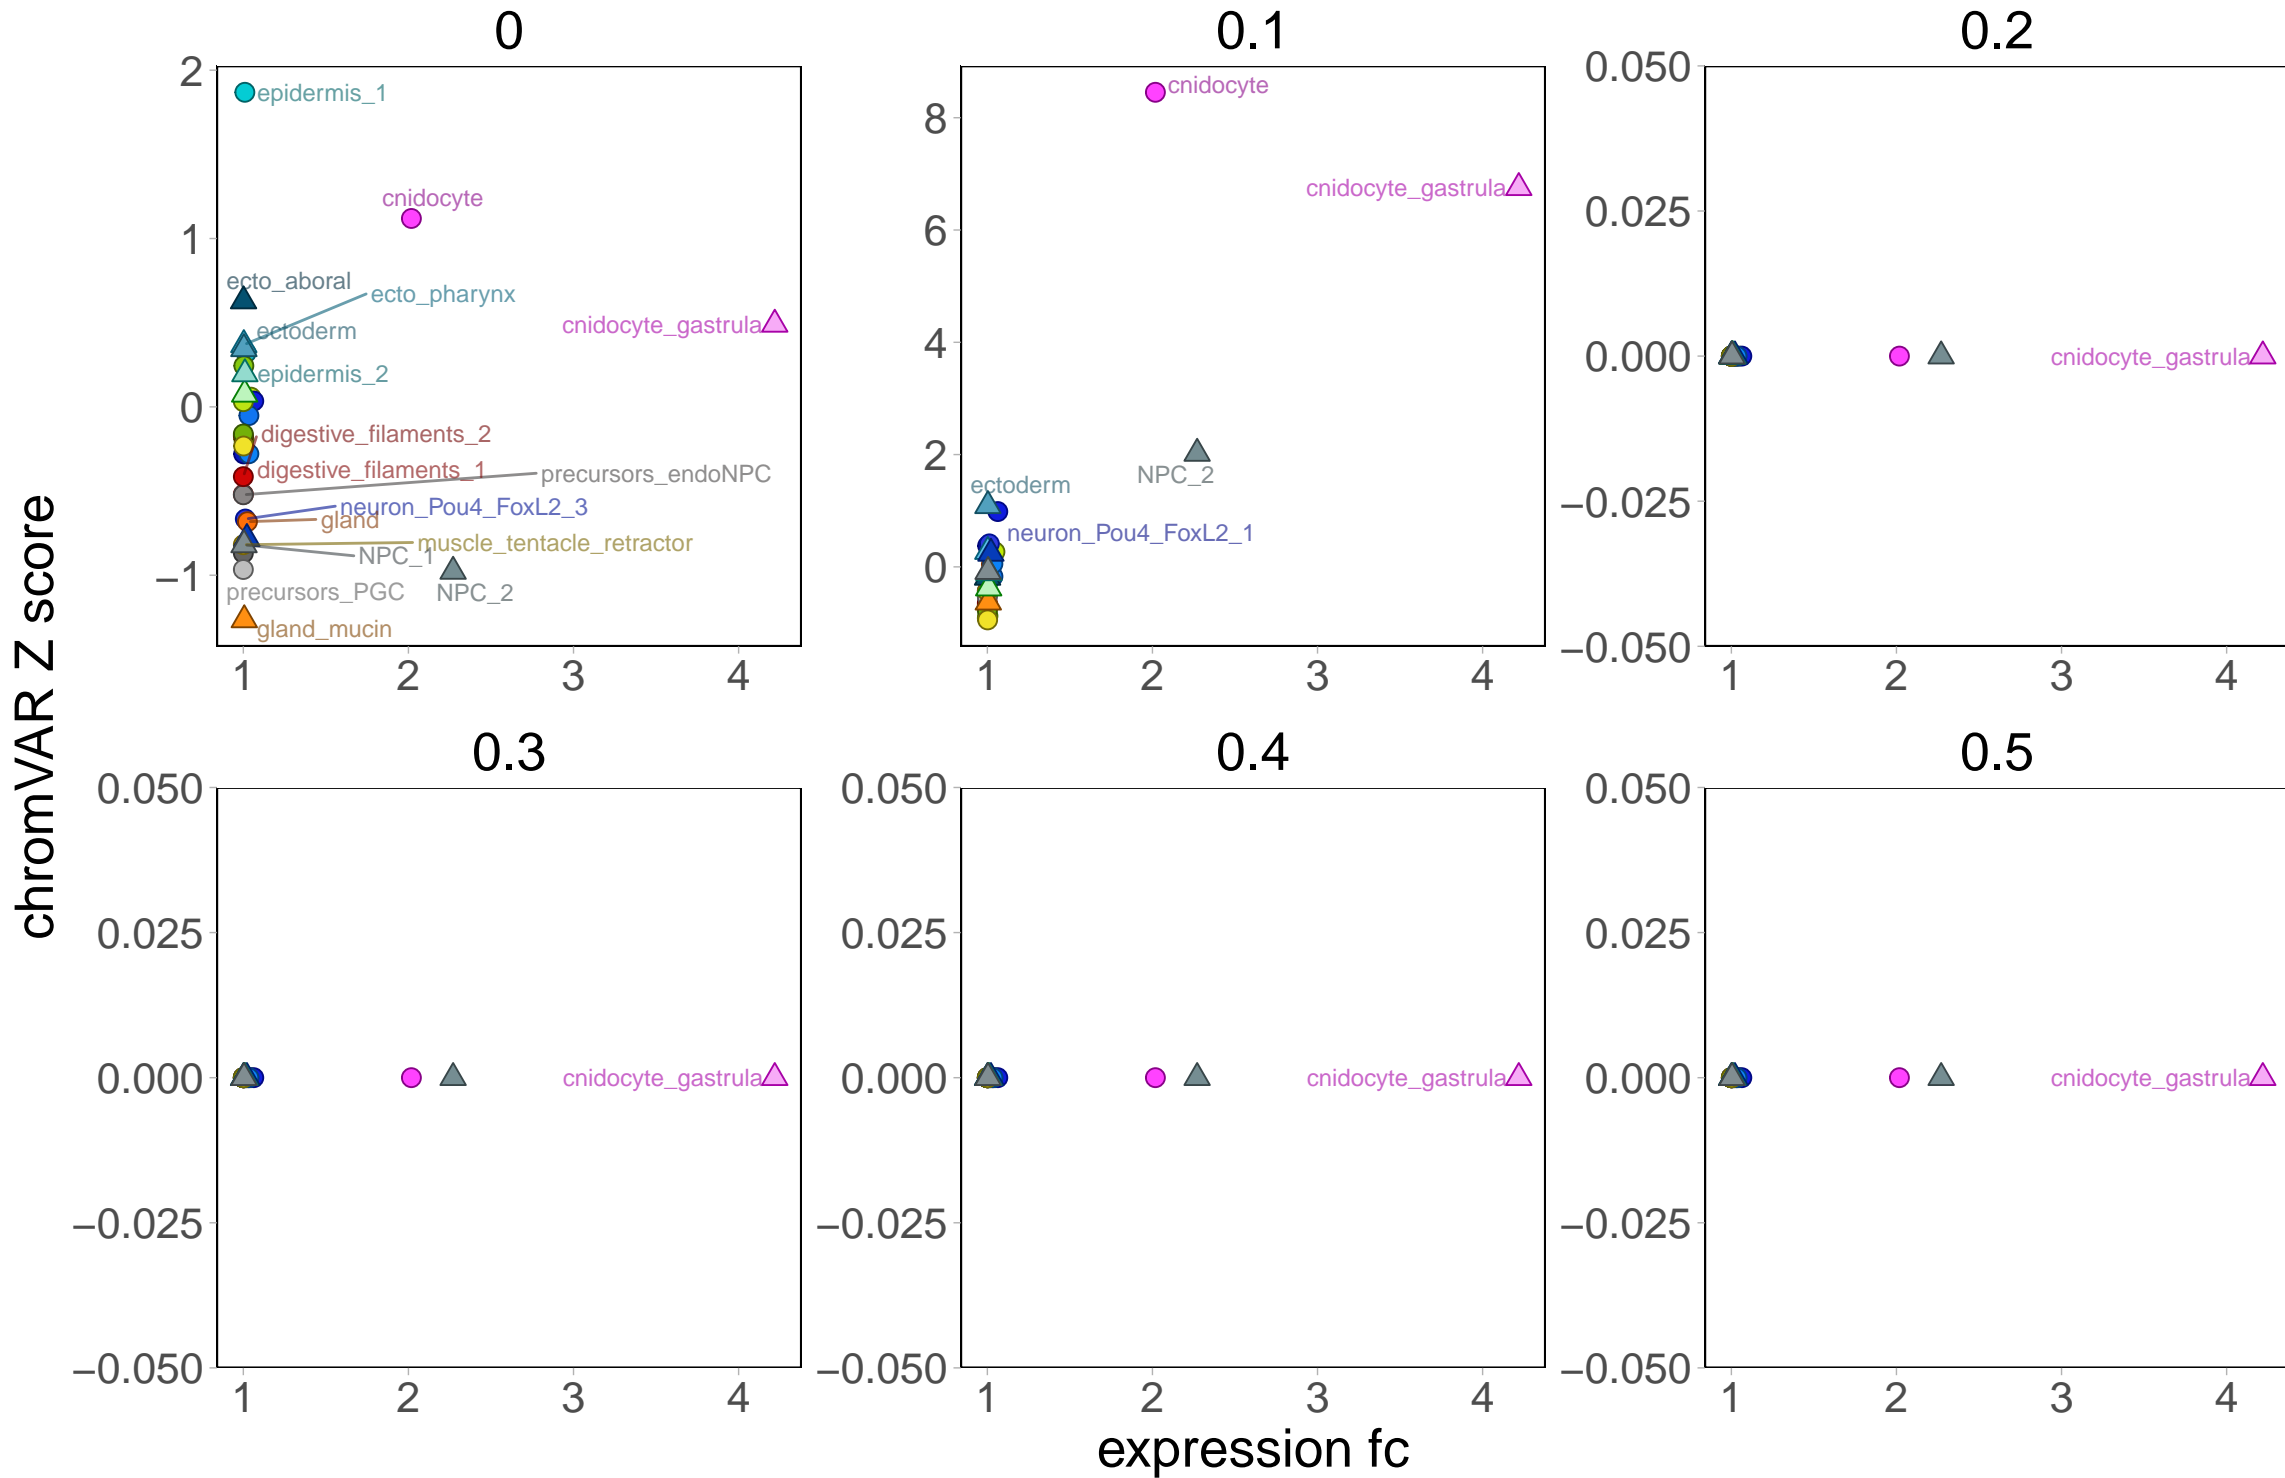 0
0.1
0.2
2
1
0
−1
epidermis_1
cnidocyte
ecto_aboral
ecto_pharynx
ectoderm
cnidocyte_gastrula
epidermis_2
digestive_filaments_2
digestive_filaments_1
precursors_endoNPC
neuron_Pou4_FoxL2_3
gland
muscle_tentacle_retractor
NPC_1
precursors_PGC
NPC_2
gland_mucin
1
2
3
4
8
6
4
2
0
cnidocyte
cnidocyte_gastrula
NPC_2
ectoderm
neuron_Pou4_FoxL2_1
1
2
3
4
0.050
0.025
0.000
−0.025
−0.050
cnidocyte_gastrula
1
2
3
4
chromVAR Z score
0.3
0.4
0.5
0.050
0.025
0.000
−0.025
−0.050
cnidocyte_gastrula
1
2
3
4
0.050
0.025
0.000
−0.025
−0.050
cnidocyte_gastrula
1
2
3
4
0.050
0.025
0.000
−0.025
−0.050
cnidocyte_gastrula
1
2
3
4
expression fc